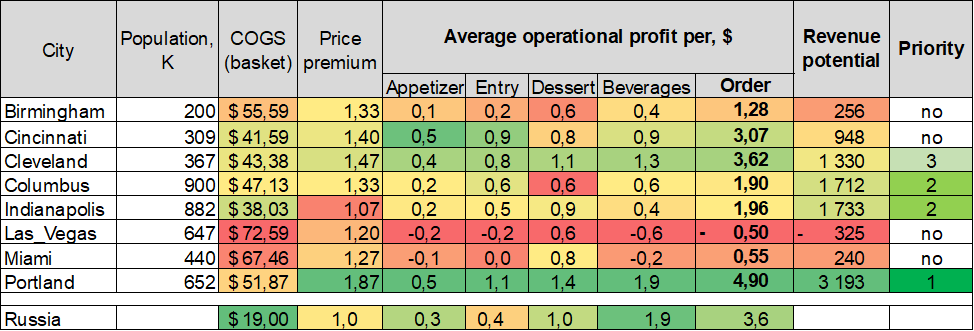 City Population, K COGS (basket) Price premium Average operational profit per, $ Revenue potential Priority
Appetizer Entry Dessert Beverages Order
Birmingham 200 $ 55,59 1,33 0,1 0,2 0,6 0,4 1,28 256 no
Cincinnati 309 $ 41,59 1,40 0,5 0,9 0,8 0,9 3,07 948 no
Cleveland 367 $ 43,38 1,47 0,4 0,8 1,1 1,3 3,62 1 330 3
Columbus 900 $ 47,13 1,33 0,2 0,6 0,6 0,6 1,90 1 712 2
Indianapolis 882 $ 38,03 1,07 0,2 0,5 0,9 0,4 1,96 1 733 2
Las_Vegas 647 $ 72,59 1,20 -0,2 -0,2 0,6 -0,6 - 0,50 - 325 no
Miami 440 $ 67,46 1,27 -0,1 0,0 0,8 -0,2 0,55 240 no
Portland 652 $ 51,87 1,87 0,5 1,1 1,4 1,9 4,90 3 193 1
Russia $ 19,00 1,0 0,3 0,4 1,0 1,9 3,6